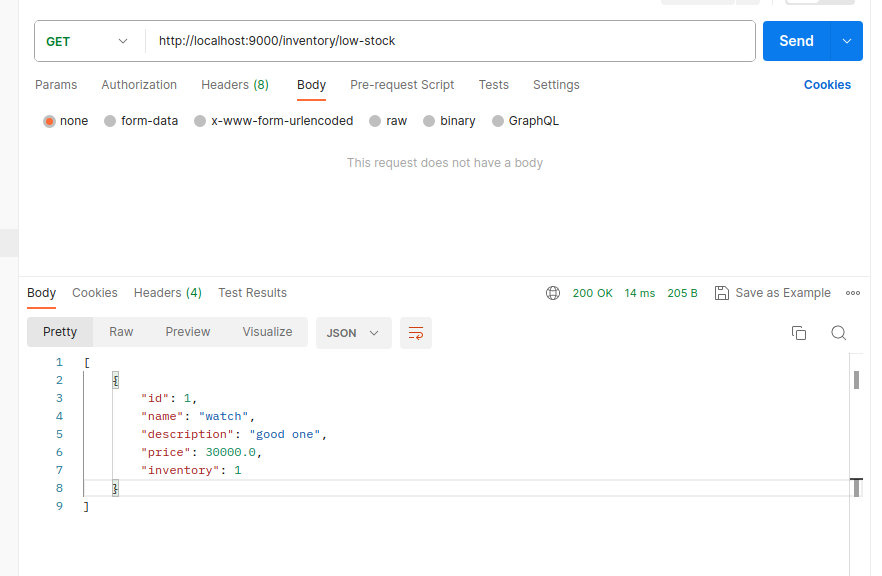 GET http://localhost:9000/inventory/low-stock Send
Params Authorization Headers (8) Body Pre-request Script Tests Settings Cookies
none form-data x-www-form-urlencoded raw binary GraphQL
This request does not have a body
Body Cookies Headers (4) Test Results 200 OK 14 ms 205 B Save as Example
Pretty Raw Preview Visualize JSON
1 [
2 {
3 "id": 1,
4 "name": "watch",
5 "description": "good one",
6 "price": 30000.0,
7 "inventory": 1
8 }
9 ]